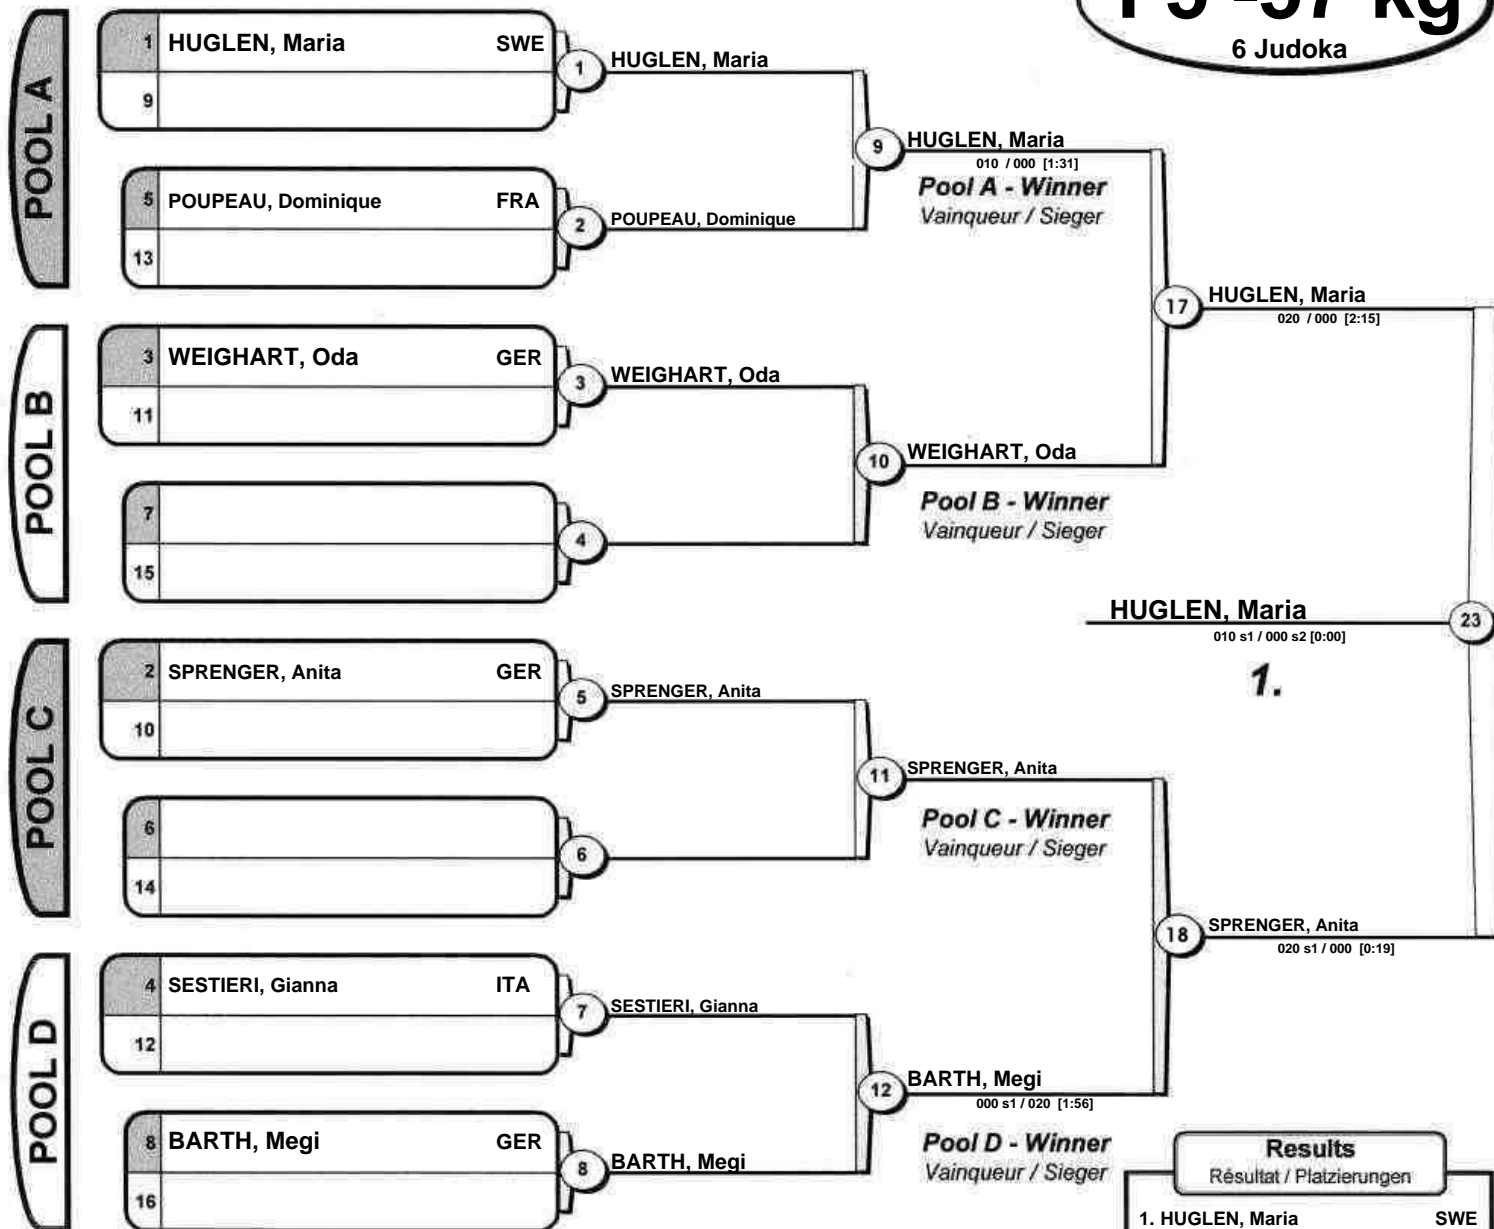 F3 -57 kg
6 Judoka
POOL A
1 HUGLEN, Maria SWE
9
5 POUPEAU, Dominique FRA
13
1 HUGLEN, Maria
2 POUPEAU, Dominique
9 HUGLEN, Maria
010 / 000 [1:31]
Pool A - Winner
Vainqueur / Sieger
POOL B
3 WEIGHART, Oda GER
11
7
15
3 WEIGHART, Oda
4
10 WEIGHART, Oda
Pool B - Winner
Vainqueur / Sieger
17 HUGLEN, Maria
020 / 000 [2:15]
HUGLEN, Maria 23
010 s1 / 000 s2 [0:00]
1.
POOL C
2 SPRENGER, Anita GER
10
6
14
5 SPRENGER, Anita
6
11 SPRENGER, Anita
Pool C - Winner
Vainqueur / Sieger
18 SPRENGER, Anita
020 s1 / 000 [0:19]
POOL D
4 SESTIERI, Gianna ITA
12
8 BARTH, Megi GER
16
7 SESTIERI, Gianna
8 BARTH, Megi
12 BARTH, Megi
000 s1 / 020 [1:56]
Pool D - Winner
Vainqueur / Sieger
Results
Résultat / Platzierungen
1. HUGLEN, Maria SWE